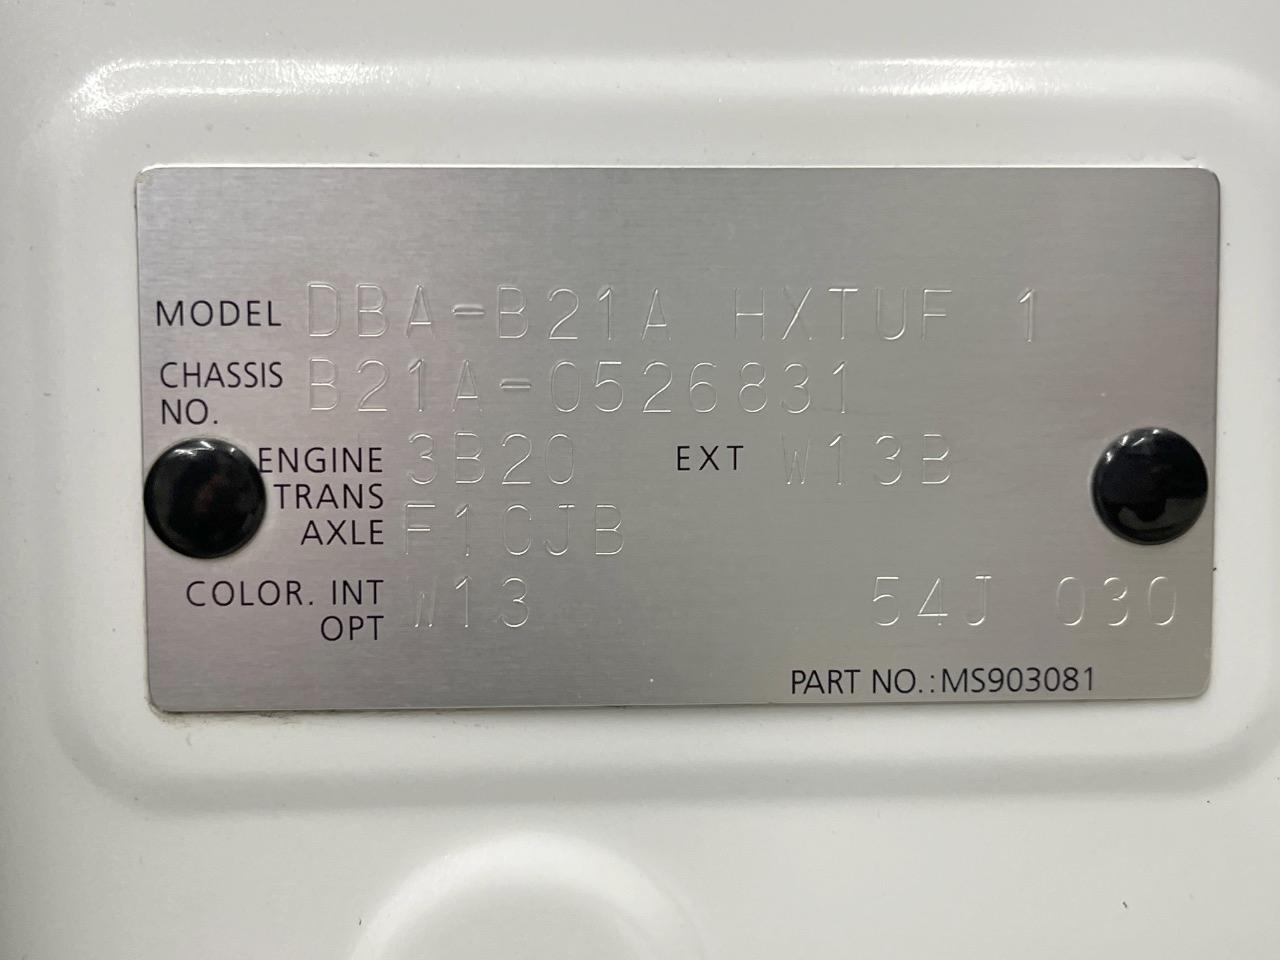 MODEL DBA-B21A HXTUF 1
CHASSIS NO. B21A-0526831
ENGINE 3B20 EXT W13B
TRANS AXLE F1CJB
COLOR. INT OPT W13 54J 030
PART NO.:MS903081